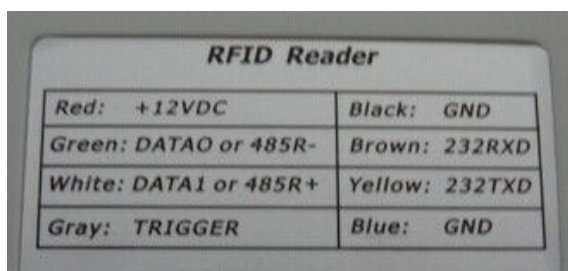 RFID Reader
Red: +12VDC Black: GND
Green: DATA0 or 485R- Brown: 232RXD
White: DATA1 or 485R+ Yellow: 232TXD
Gray: TRIGGER Blue: GND